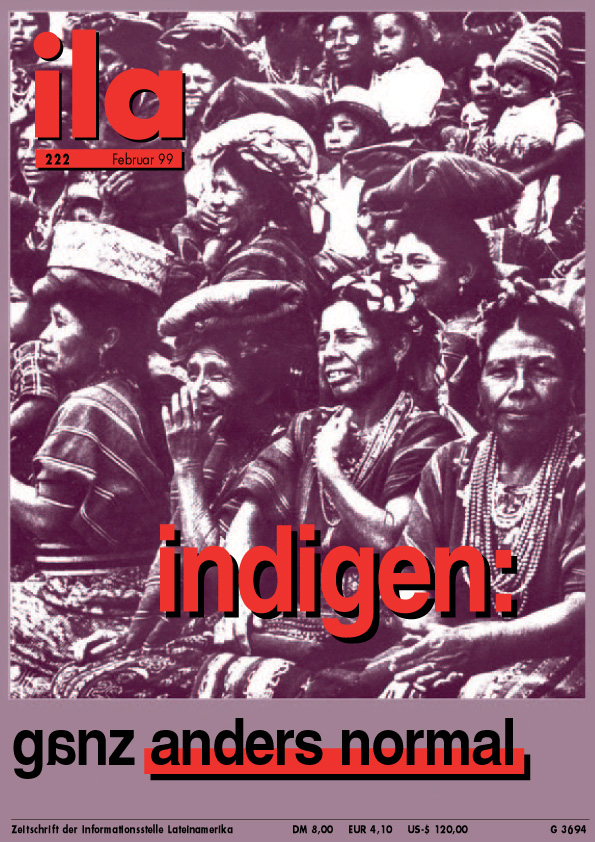 ila
222 Februar 99
indigen:
ganz anders normal
Zeitschrift der Informationsstelle Lateinamerika DM 8,00 EUR 4,10 US-$ 120,00 G 3694